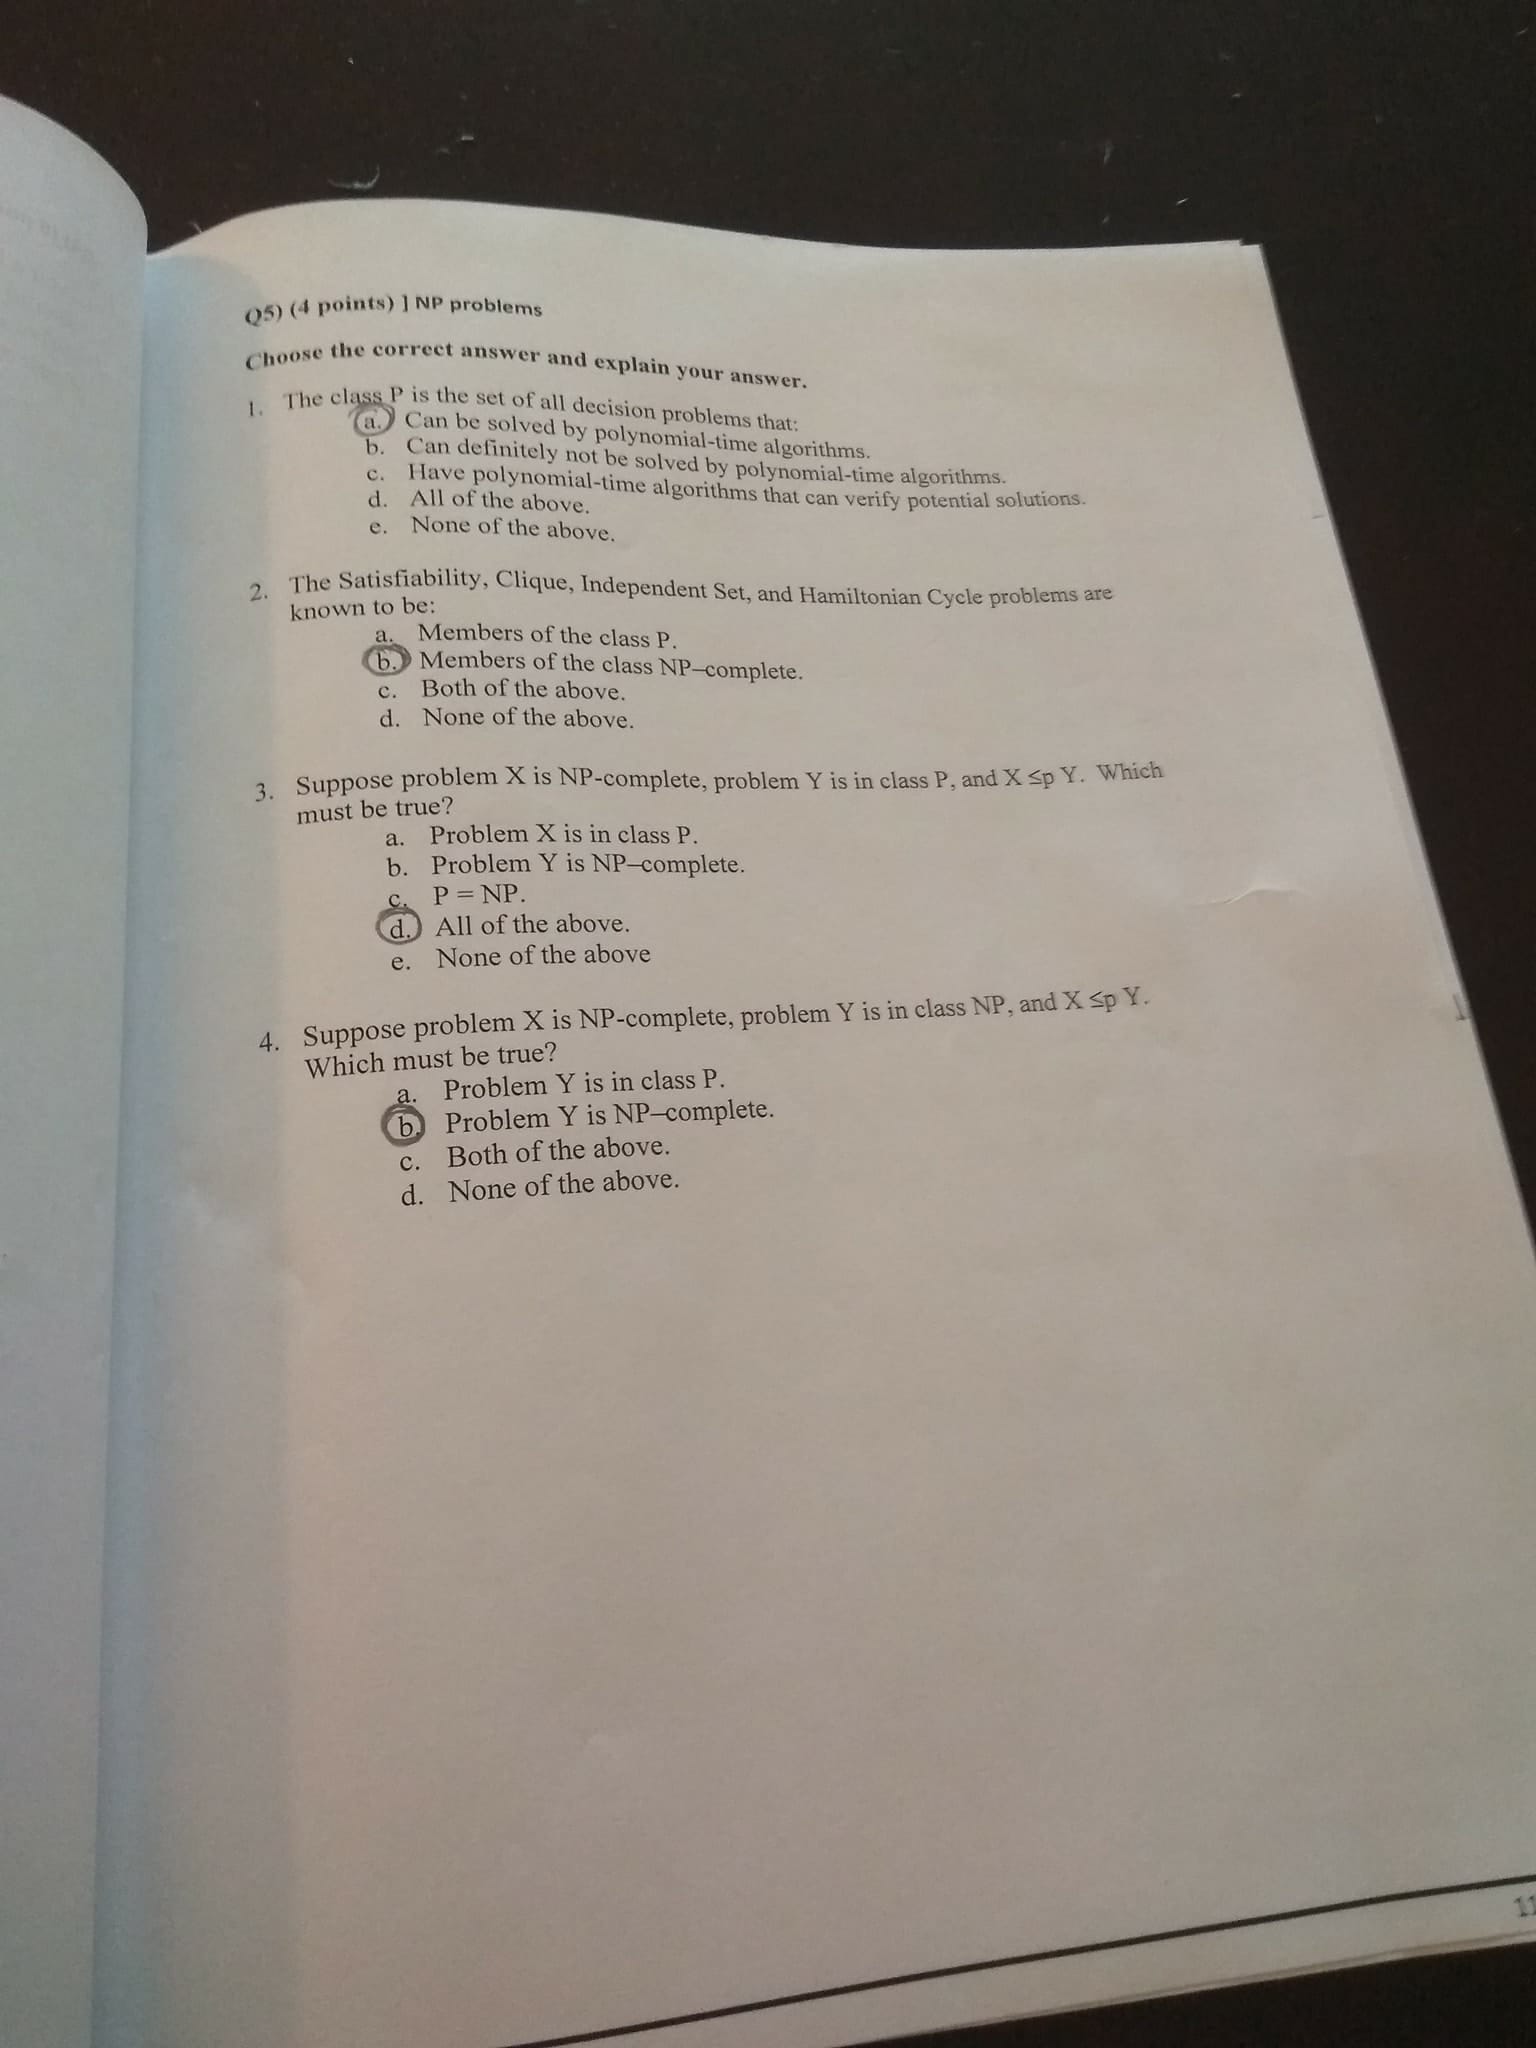 Q5) (4 points) ] NP problems
Choose the correct answer and explain your answer.
1. The class P is the set of all decision problems that:
a. Can be solved by polynomial-time algorithms.
b. Can definitely not be solved by polynomial-time algorithms.
c. Have polynomial-time algorithms that can verify potential solutions.
d. All of the above.
e. None of the above.
2. The Satisfiability, Clique, Independent Set, and Hamiltonian Cycle problems are
known to be:
a. Members of the class P.
b. Members of the class NP–complete.
c. Both of the above.
d. None of the above.
3. Suppose problem X is NP-complete, problem Y is in class P, and X ≤p Y. Which
must be true?
a. Problem X is in class P.
b. Problem Y is NP–complete.
c. P = NP.
d. All of the above.
e. None of the above
4. Suppose problem X is NP-complete, problem Y is in class NP, and X ≤p Y.
Which must be true?
a. Problem Y is in class P.
b. Problem Y is NP–complete.
c. Both of the above.
d. None of the above.
11